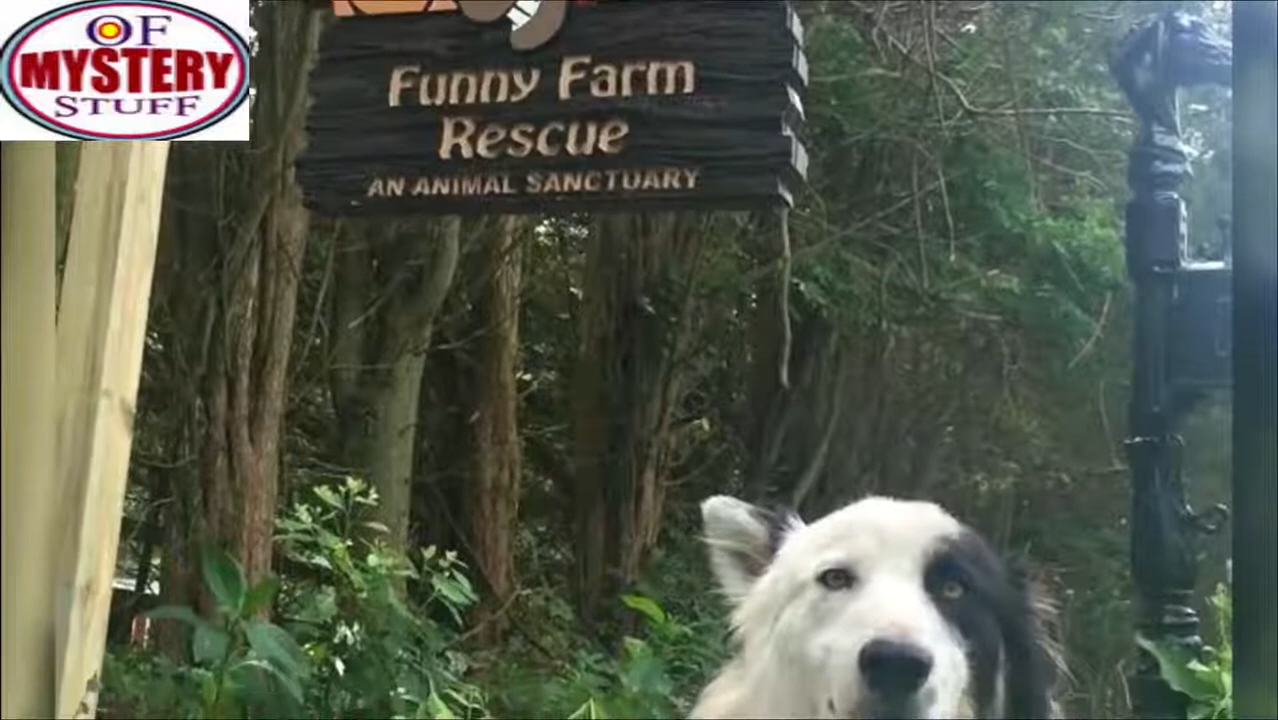 OF
MYSTERY
STUFF
Funny Farm
Rescue
AN ANIMAL SANCTUARY